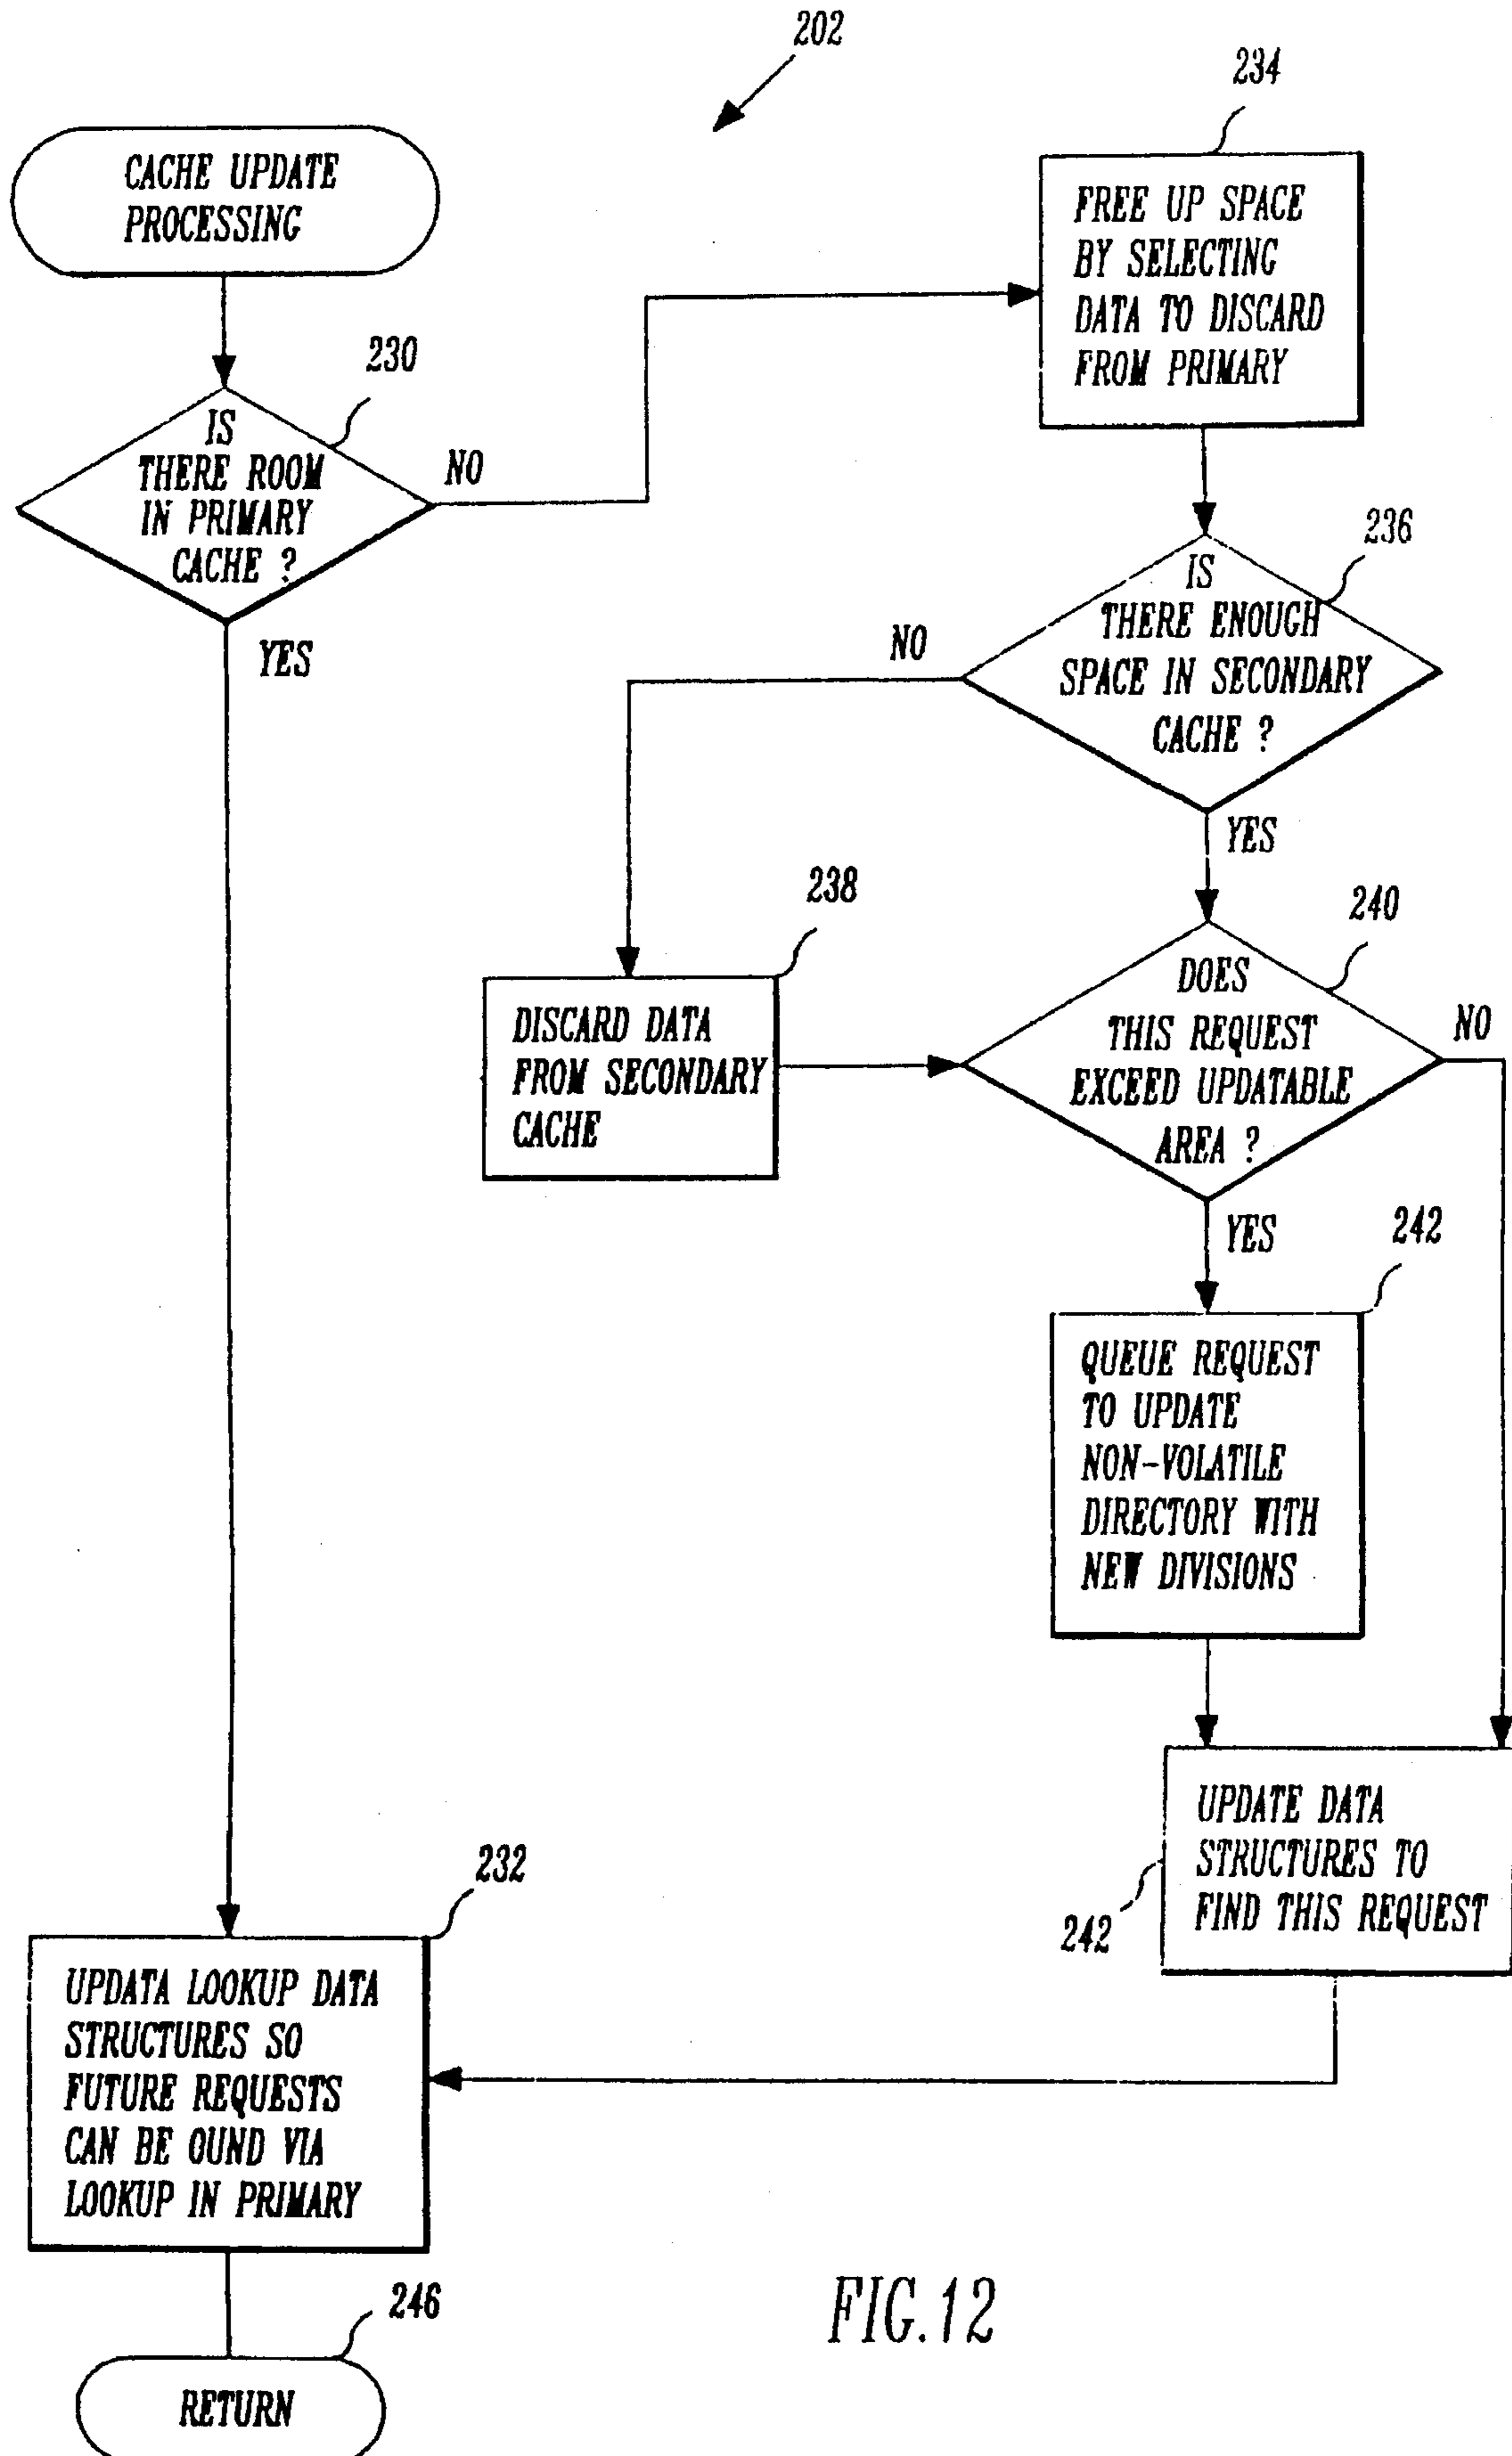 202
CACHE UPDATE
PROCESSING
230
IS
THERE ROOM
IN PRIMARY
CACHE ?
NO
YES
234
FREE UP SPACE
BY SELECTING
DATA TO DISCARD
FROM PRIMARY
236
IS
THERE ENOUGH
SPACE IN SECONDARY
CACHE ?
NO
YES
238
DISCARD DATA
FROM SECONDARY
CACHE
240
DOES
THIS REQUEST
EXCEED UPDATABLE
AREA ?
NO
YES
242
QUEUE REQUEST
TO UPDATE
NON-VOLATILE
DIRECTORY WITH
NEW DIVISIONS
UPDATE DATA
STRUCTURES TO
FIND THIS REQUEST
242
232
UPDATA LOOKUP DATA
STRUCTURES SO
FUTURE REQUESTS
CAN BE OUND VIA
LOOKUP IN PRIMARY
246
RETURN
FIG.12